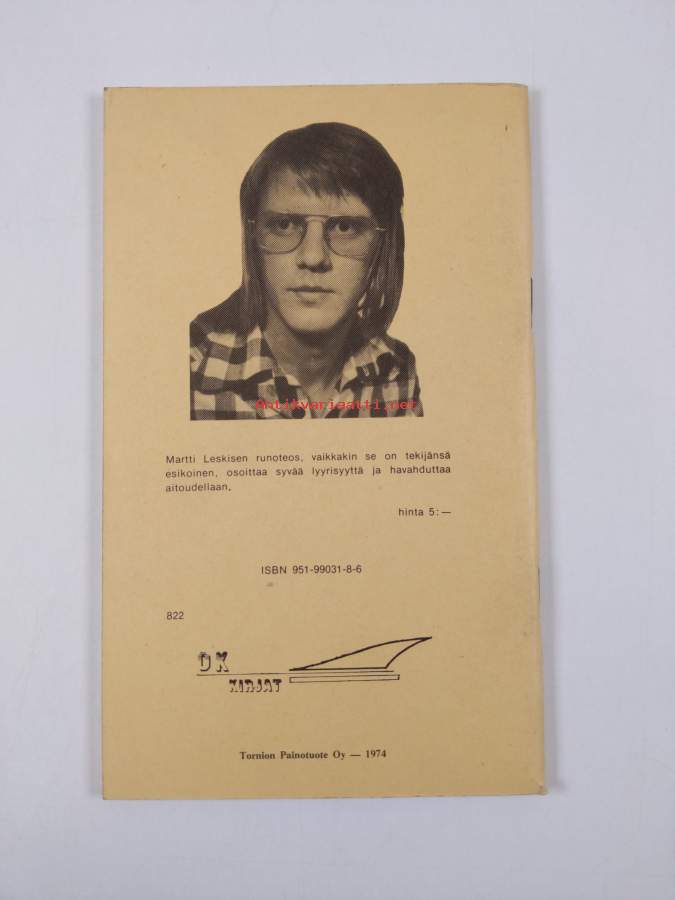 Antikvariaatti.net
Martti Leskisen runoteos, vaikkakin se on tekijänsä
esikoinen, osoittaa syvää lyyrisyyttä ja havahduttaa
aitoudellaan.
hinta 5:—
ISBN 951-99031-8-6
822
OK
KIRJAT
Tornion Painotuote Oy — 1974